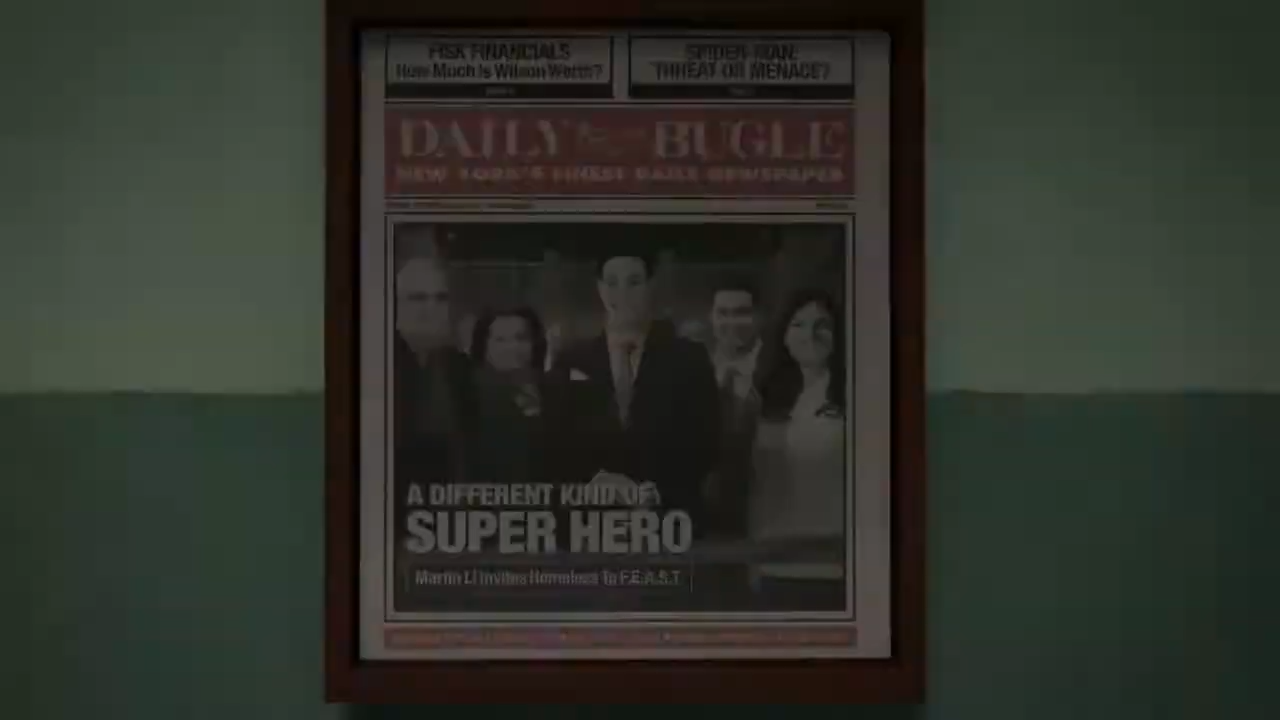 FISK FINANCIALS
How Much Is Wilson Worth?
SPIDER-MAN:
THREAT OR MENACE?
DAILY BUGLE
NEW YORK'S FINEST DAILY NEWSPAPER
A DIFFERENT KIND OF
SUPER HERO
Martin Li Invites Homeless To F.E.A.S.T.